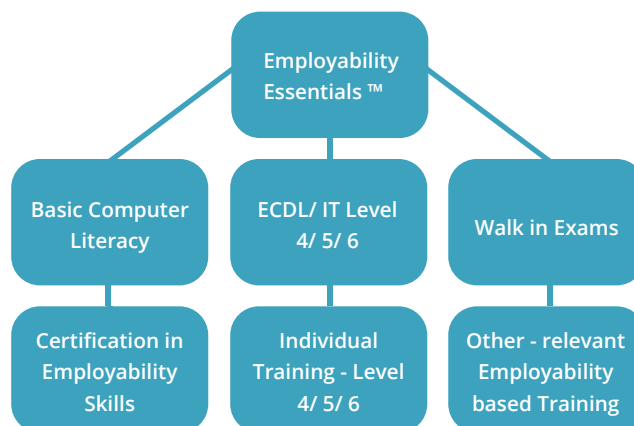 Employability
Essentials ™
Basic Computer
Literacy
ECDL/ IT Level
4/ 5/ 6
Walk in Exams
Certification in
Employability
Skills
Individual
Training - Level
4/ 5/ 6
Other - relevant
Employability
based Training